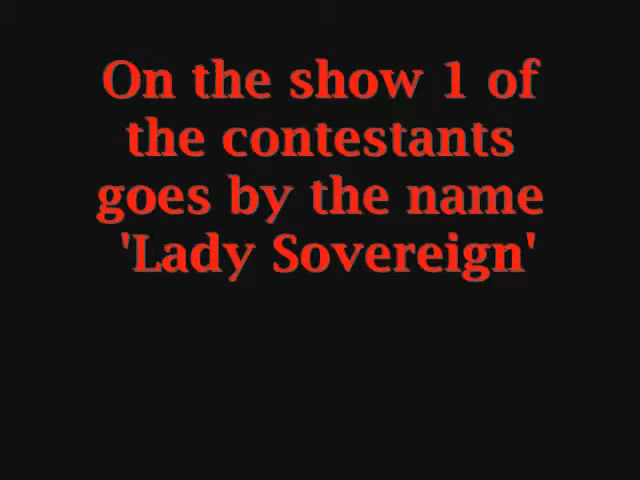 On the show 1 of
the contestants
goes by the name
'Lady Sovereign'